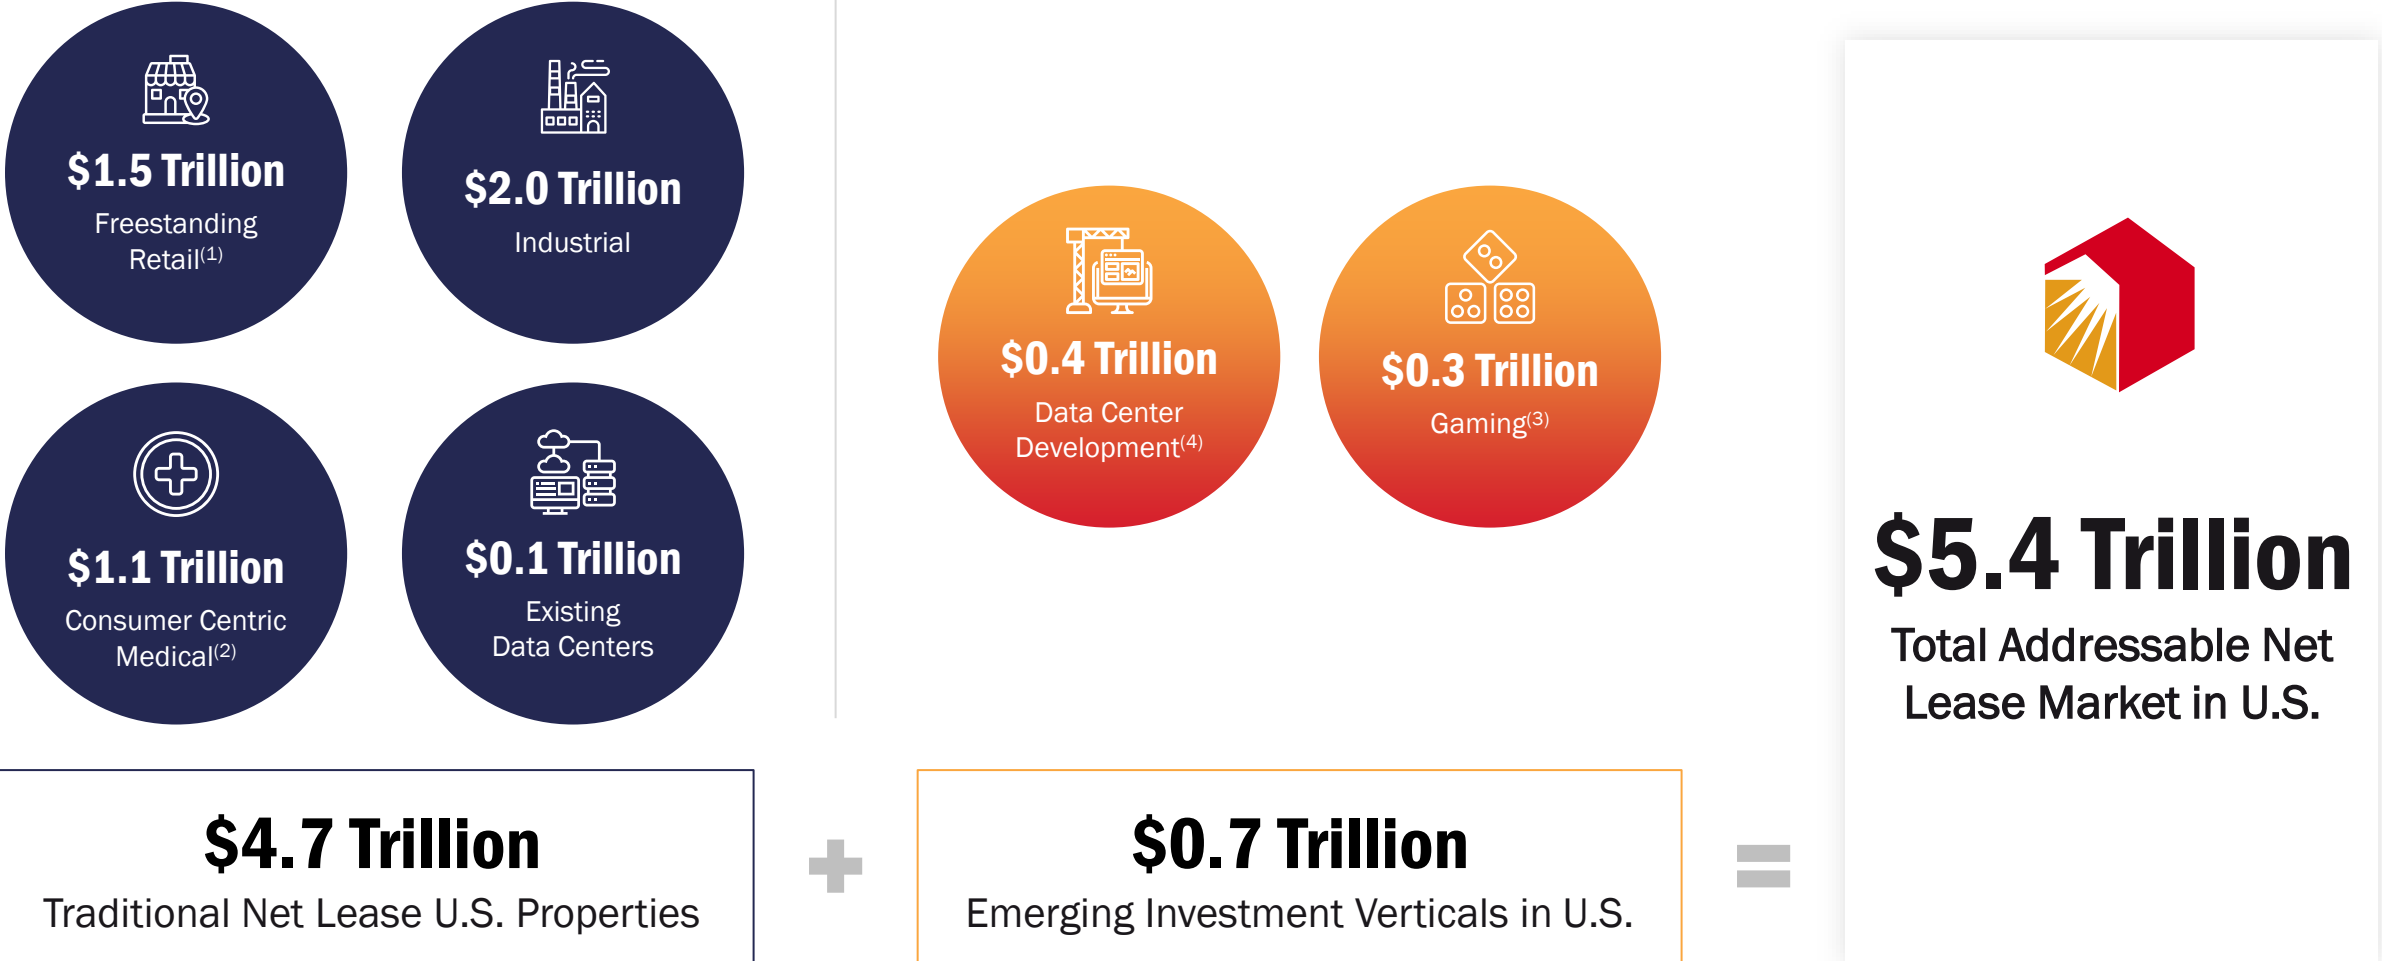 $1.5 Trillion
Freestanding
Retail(1)
$2.0 Trillion
Industrial
$1.1 Trillion
Consumer Centric
Medical(2)
$0.1 Trillion
Existing
Data Centers
$4.7 Trillion
Traditional Net Lease U.S. Properties
$0.4 Trillion
Data Center
Development(4)
$0.3 Trillion
Gaming(3)
$0.7 Trillion
Emerging Investment Verticals in U.S.
$5.4 Trillion
Total Addressable Net
Lease Market in U.S.